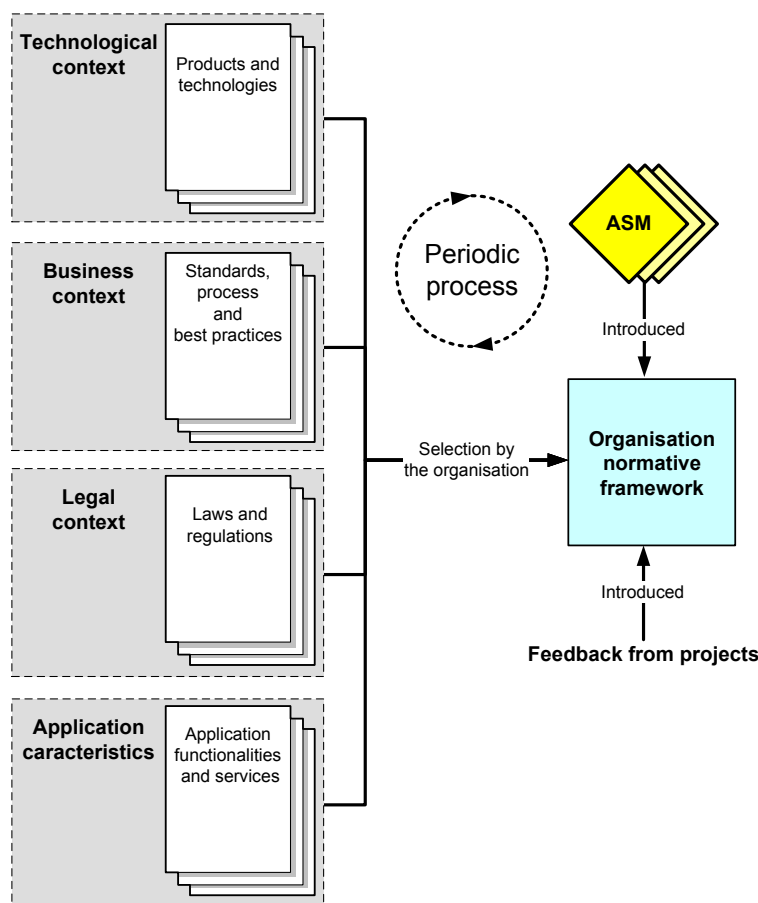 Technological
context
Products and
technologies
Business
context
Standards,
process
and
best practices
Legal
context
Laws and
regulations
Application
caracteristics
Application
functionalities
and services
Periodic
process
Selection by
the organisation
ASM
Introduced
Organisation
normative
framework
Introduced
Feedback from projects